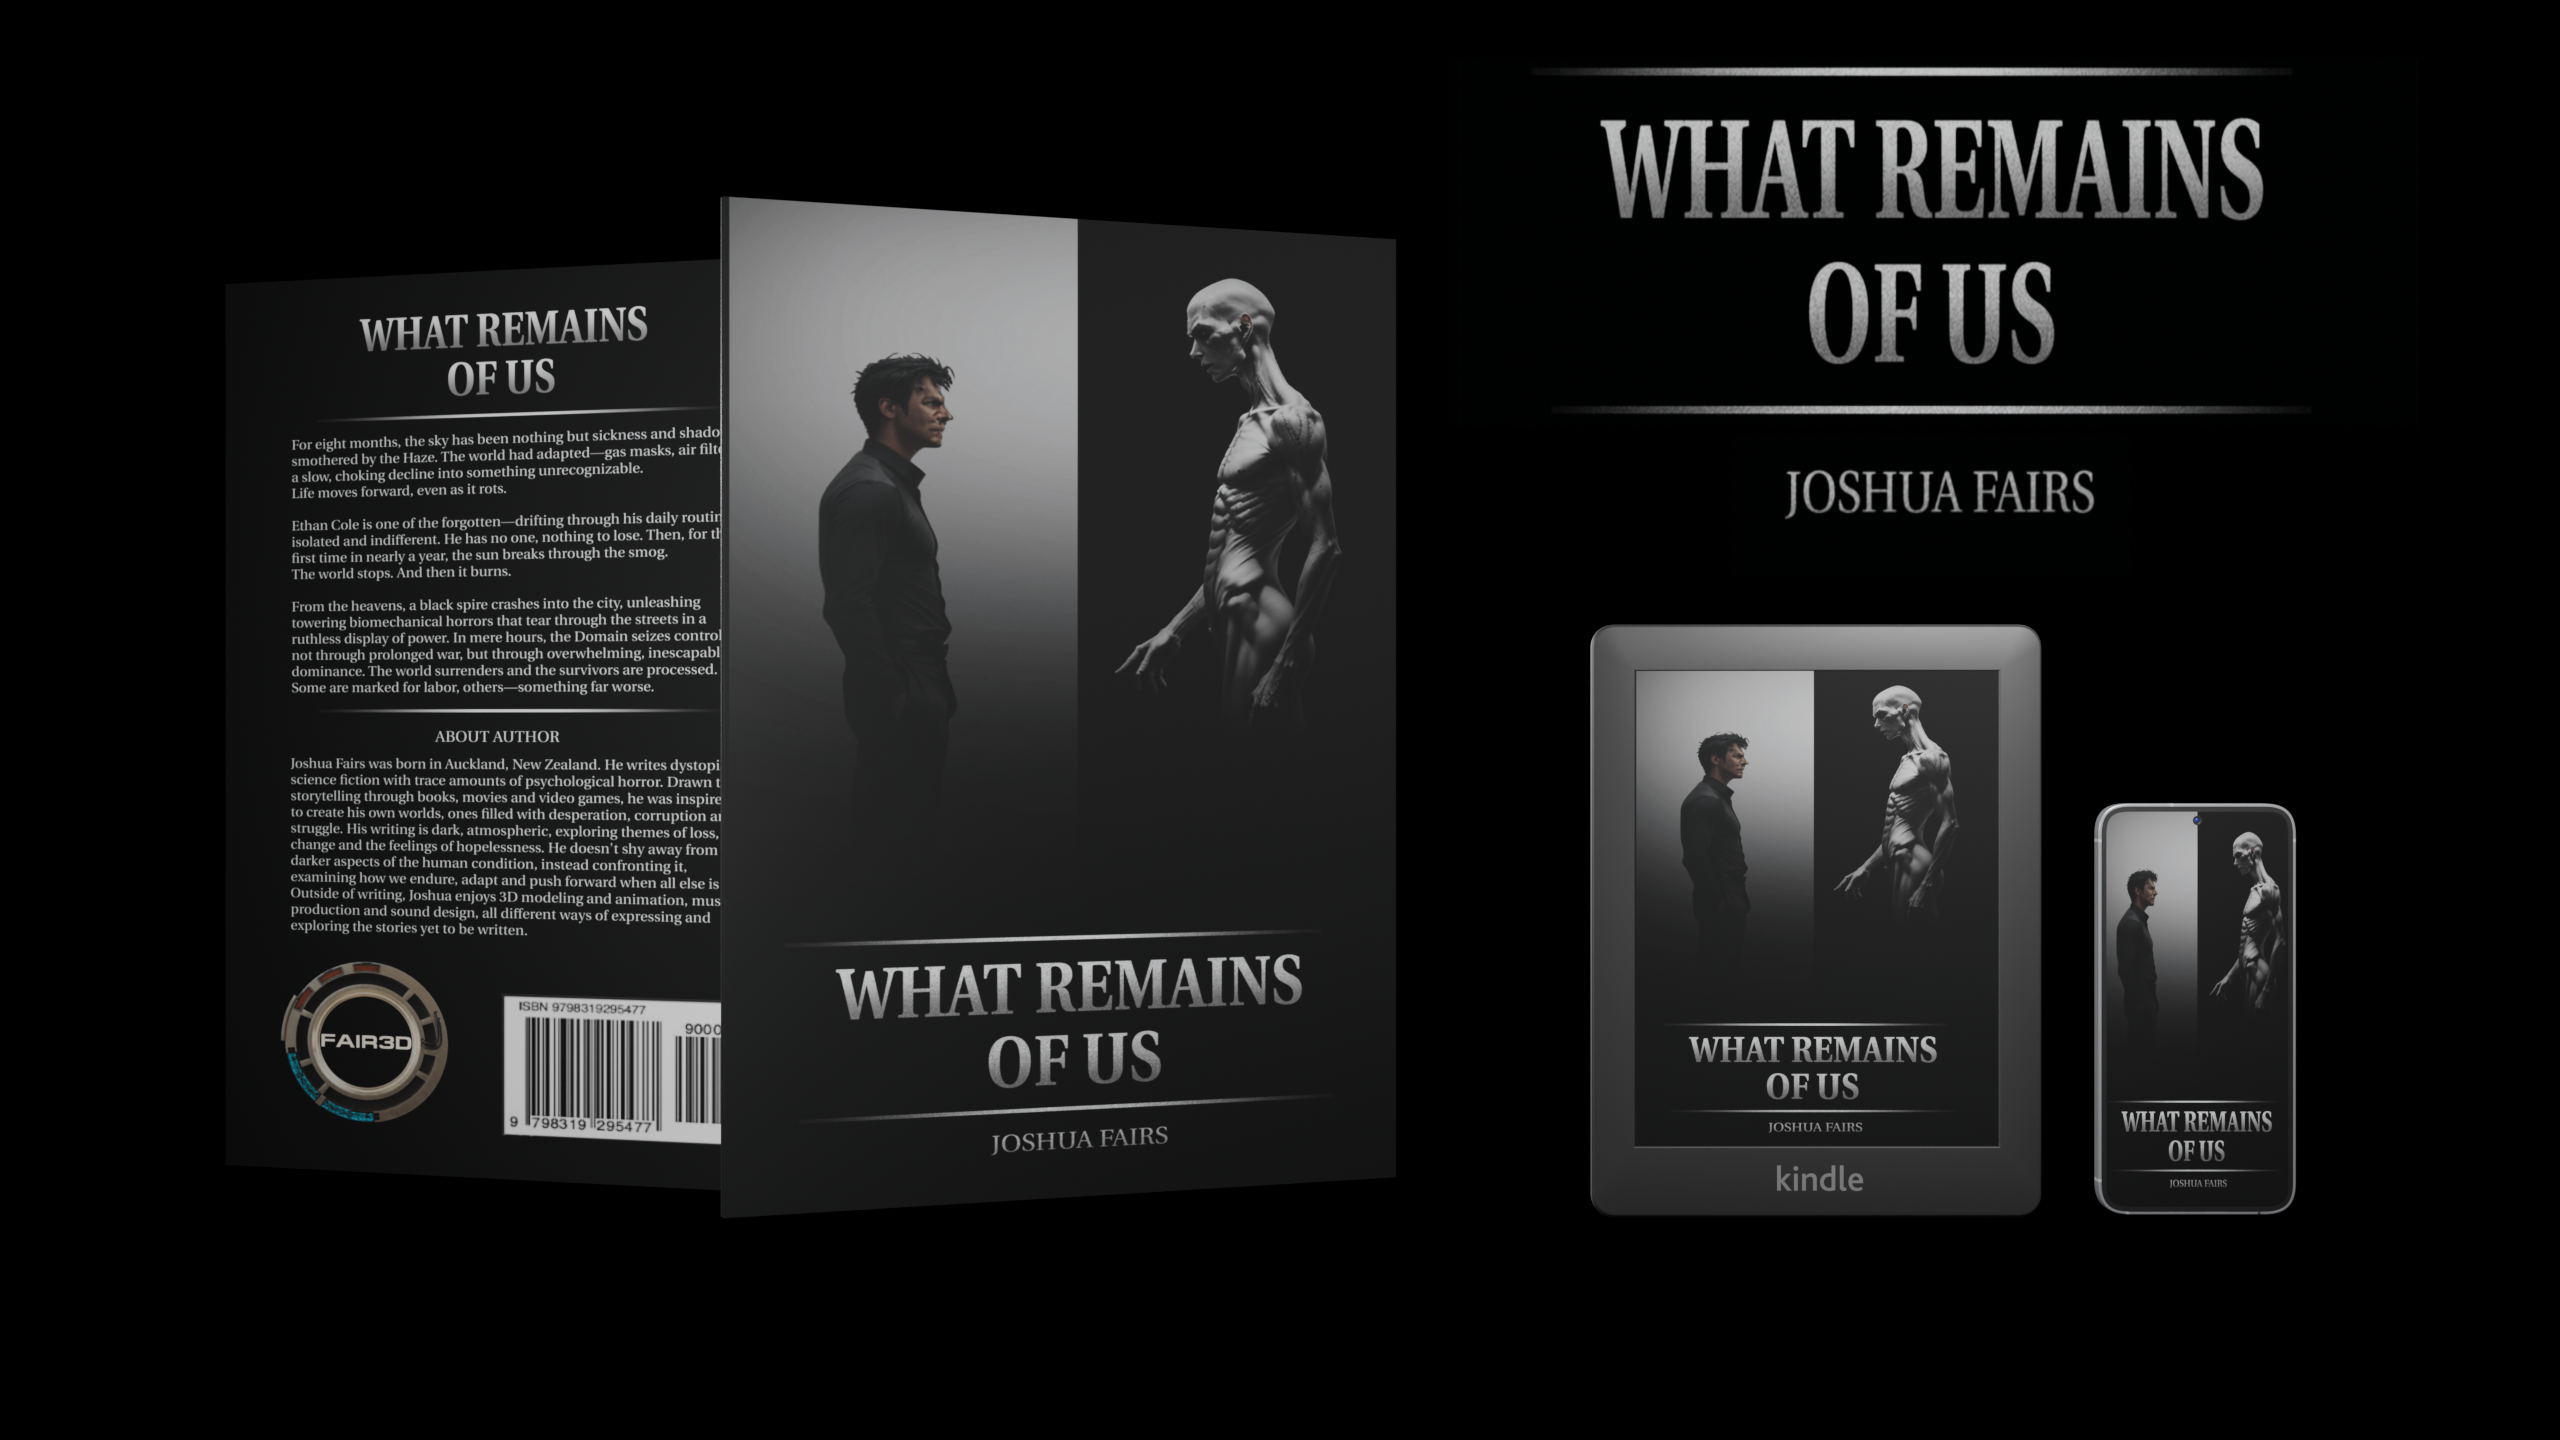 WHAT REMAINS
OF US
For eight months, the sky has been nothing but sickness and
smothered by the Haze. The world had adapted—gas masks, air
a slow, choking decline into something unrecognizable.
Life moves forward, even as it rots.
Ethan Cole is one of the forgotten—drifting through his daily
isolated and indifferent. He has no one, nothing to lose. Then, for
first time in nearly a year, the sun breaks through the smog.
The world stops. And then it burns.
From the heavens, a black spire crashes into the city, unleashing
towering biomechanical horrors that tear through the streets in a
ruthless display of power. In mere hours, the Domain seizes control
not through prolonged war, but through overwhelming,
dominance. The world surrenders and the survivors are processed.
Some are marked for labor, others—something far worse.
ABOUT AUTHOR
Joshua Fairs was born in Auckland, New Zealand. He writes
science fiction with trace amounts of psychological horror. Drawn
storytelling through books, movies and video games, he was
to create his own worlds, ones filled with desperation, corruption
struggle. His writing is dark, atmospheric, exploring themes of loss,
change and the feelings of hopelessness. He doesn't shy away from
darker aspects of the human condition, instead confronting it,
examining how we endure, adapt and push forward when all else is
Outside of writing, Joshua enjoys 3D modeling and animation,
production and sound design, all different ways of expressing and
exploring the stories yet to be written.
FAIR3D
ISBN 9798319295477
9000
9 798319 295477
WHAT REMAINS
OF US
JOSHUA FAIRS
WHAT REMAINS
OF US
JOSHUA FAIRS
WHAT REMAINS
OF US
JOSHUA FAIRS
kindle
WHAT REMAINS
OF US
JOSHUA FAIRS